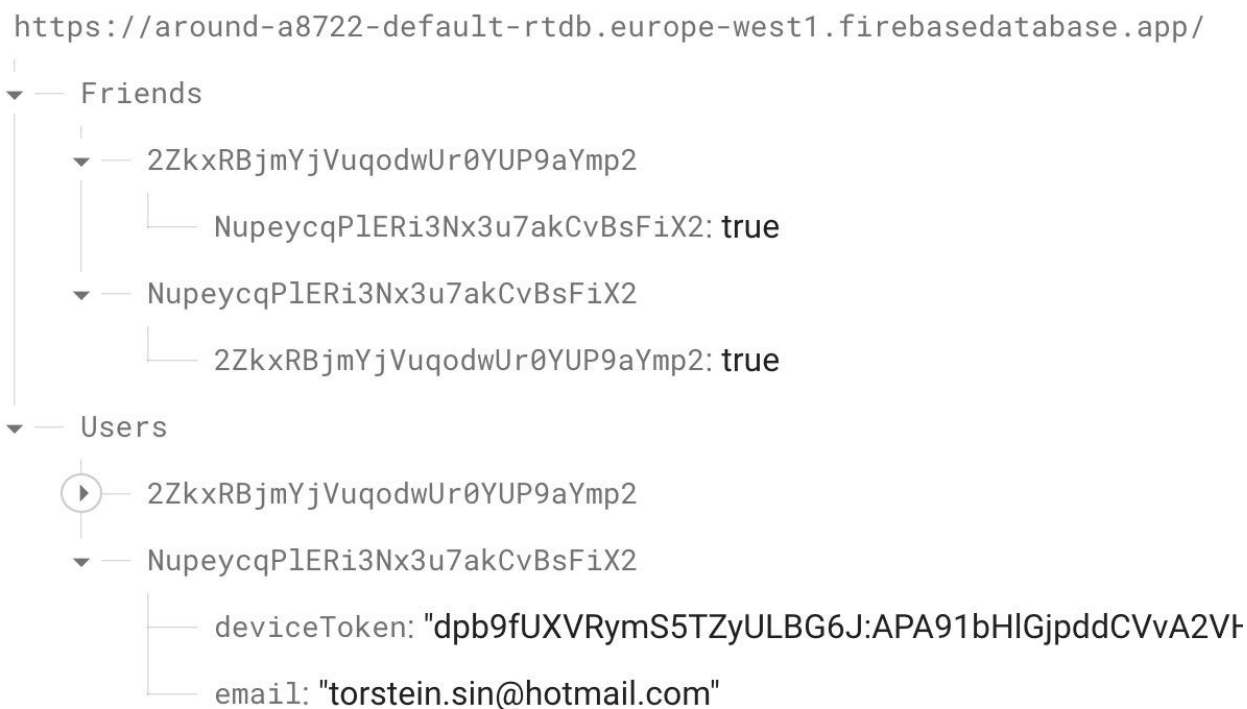 https://around-a8722-default-rtdb.europe-west1.firebasedatabase.app/
Friends
2ZkxRBjmYjVuqodwUr0YUP9aYmp2
NupeycqPlERi3Nx3u7akCvBsFiX2: true
NupeycqPlERi3Nx3u7akCvBsFiX2
2ZkxRBjmYjVuqodwUr0YUP9aYmp2: true
Users
2ZkxRBjmYjVuqodwUr0YUP9aYmp2
NupeycqPlERi3Nx3u7akCvBsFiX2
deviceToken: "dpb9fUXVRymS5TZyULBG6J:APA91bHlGjpddCVvA2VH
email: "torstein.sin@hotmail.com"